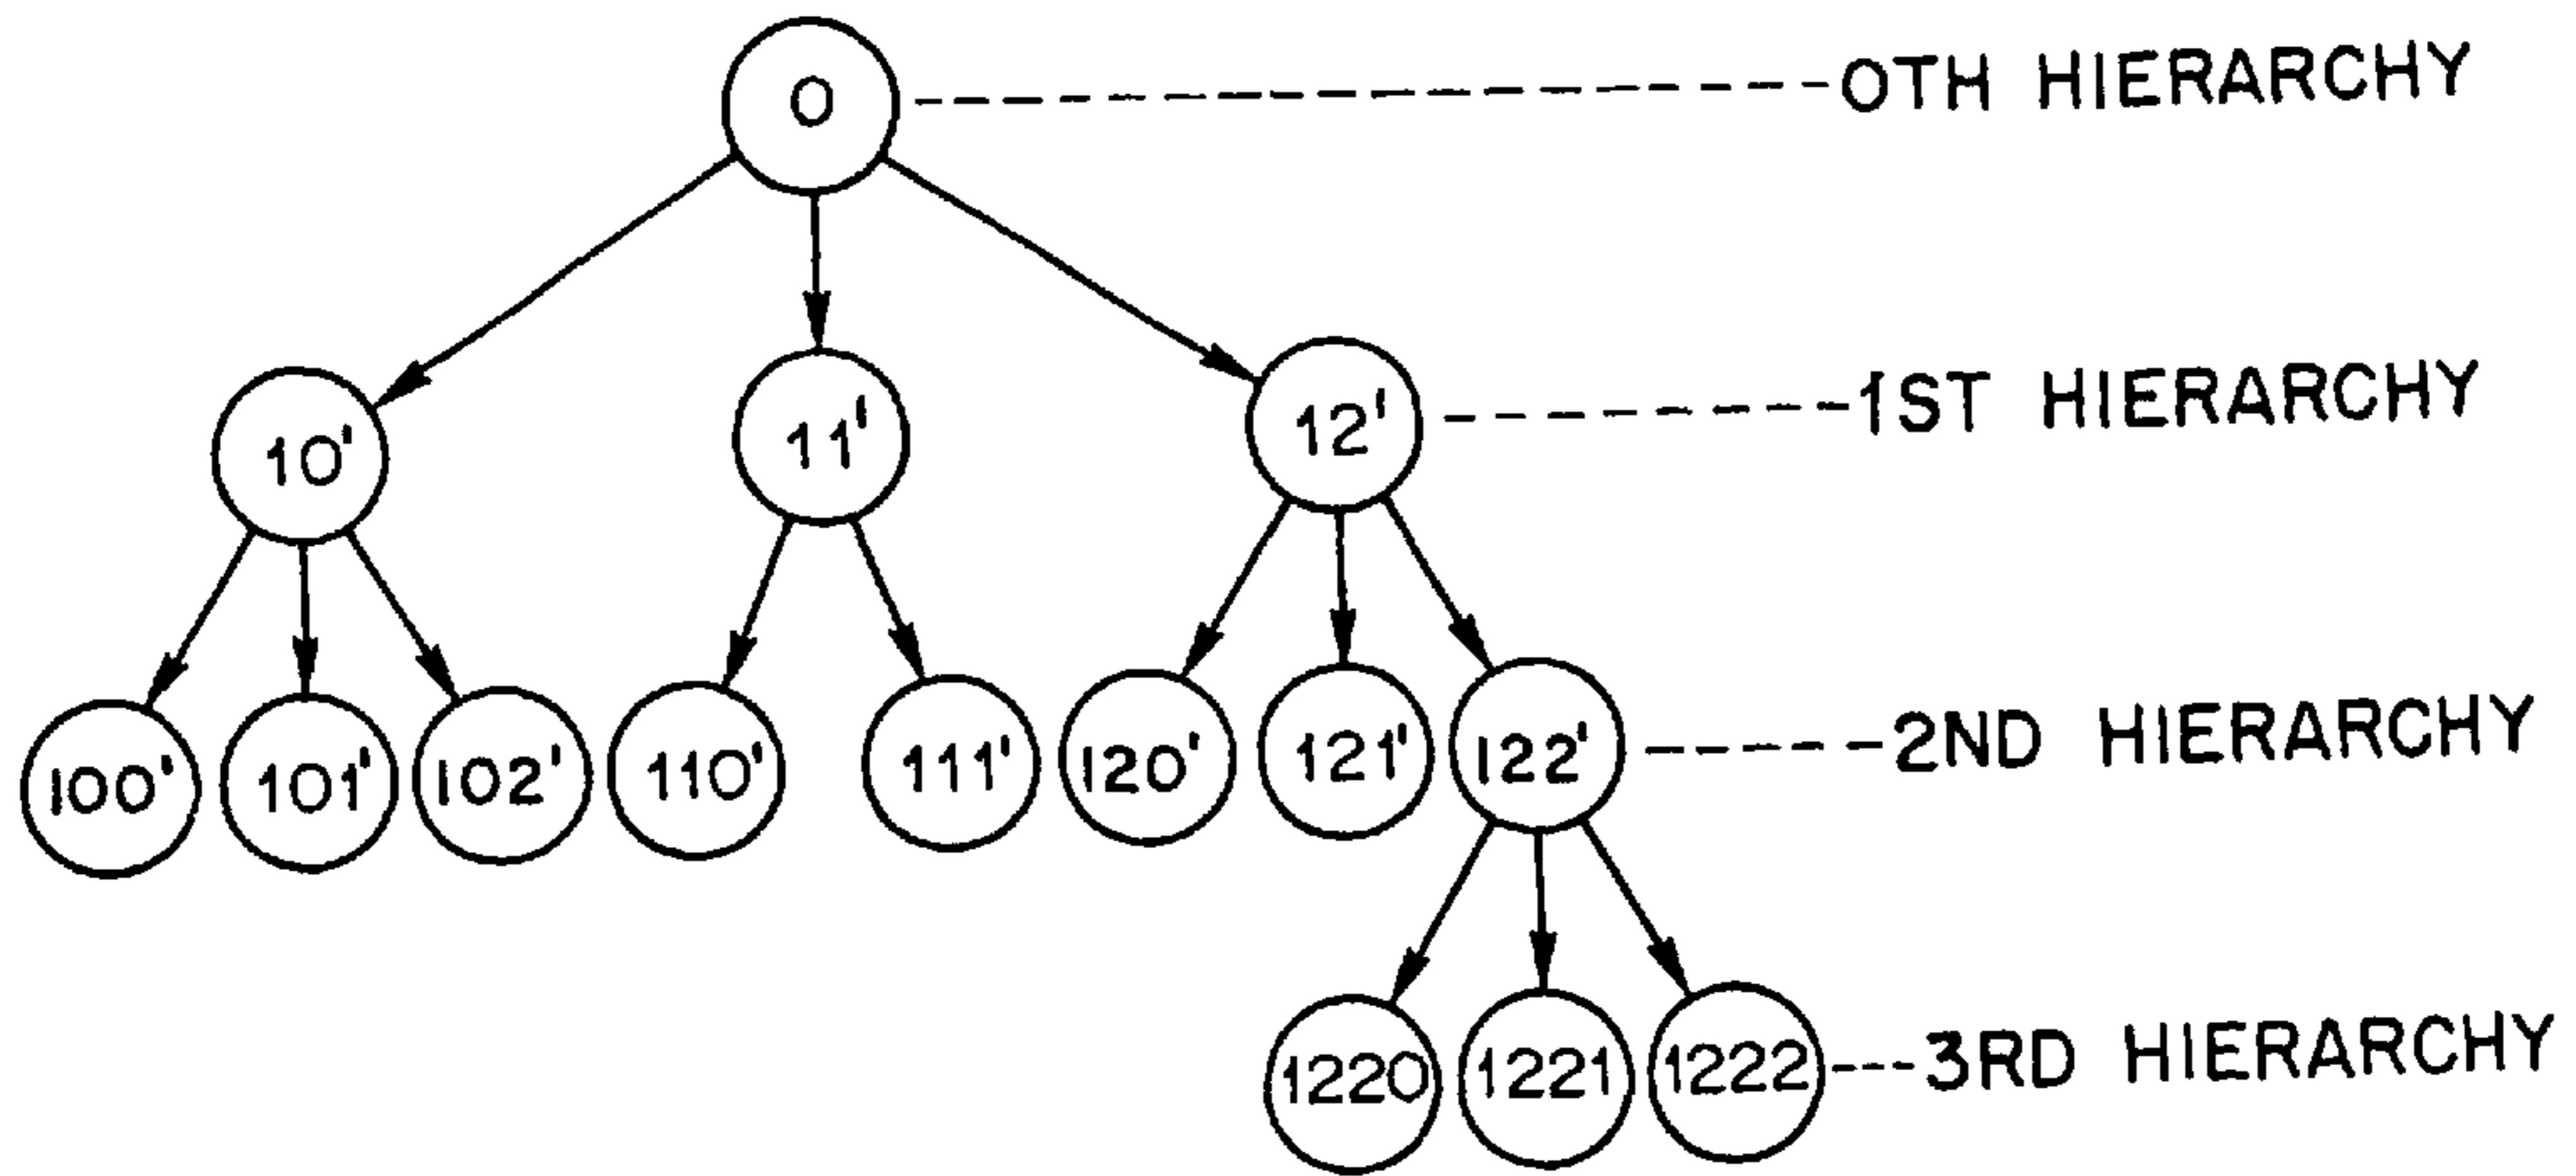 0 0TH HIERARCHY
10' 11' 12' 1ST HIERARCHY
100' 101' 102' 110' 111' 120' 121' 122' 2ND HIERARCHY
1220 1221 1222 3RD HIERARCHY